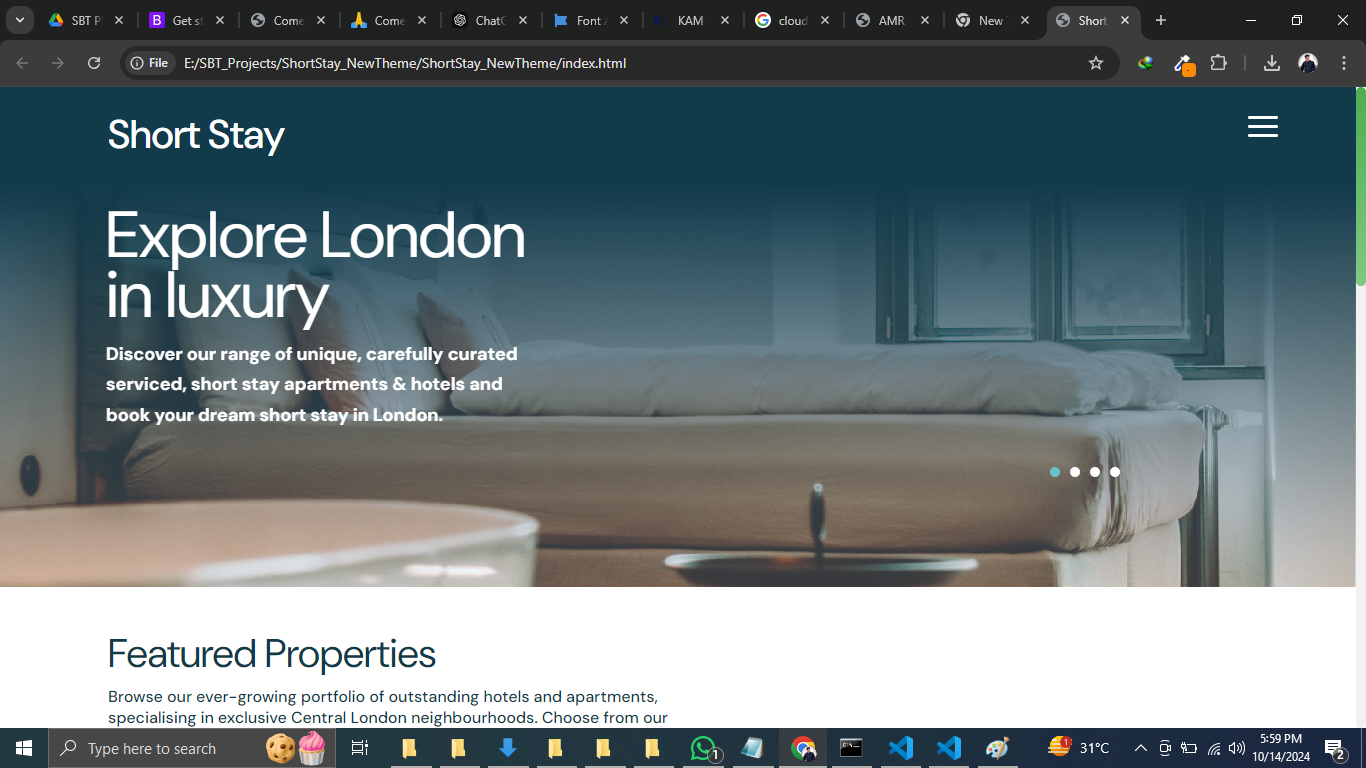 SBT P
Get st
Come
Come
ChatG
Font A
KAM
cloud
AMR
New
Short
File
E:/SBT_Projects/ShortStay_NewTheme/ShortStay_NewTheme/index.html
Short Stay
Explore London
in luxury
Discover our range of unique, carefully curated
serviced, short stay apartments & hotels and
book your dream short stay in London.
Featured Properties
Browse our ever-growing portfolio of outstanding hotels and apartments,
specialising in exclusive Central London neighbourhoods. Choose from our
Type here to search
1
1
31°C
5:59 PM
10/14/2024
2